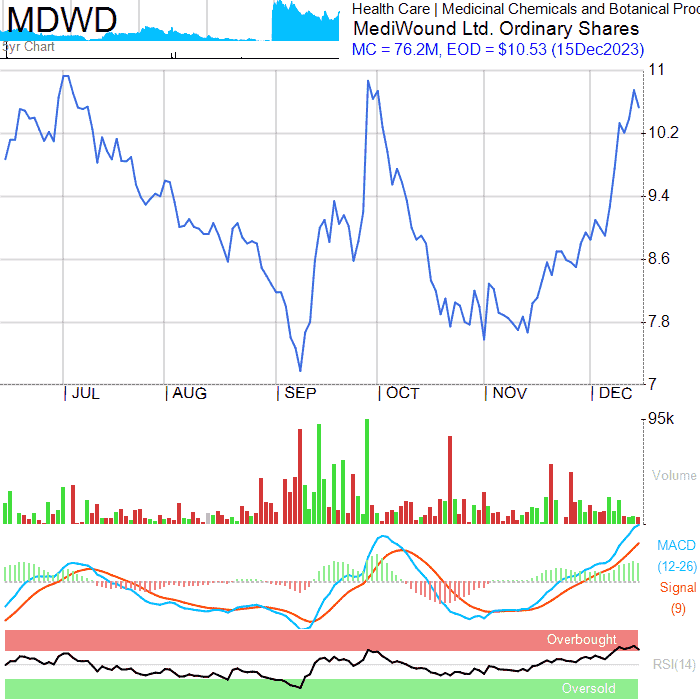 MDWD
5yr Chart
Health Care | Medicinal Chemicals and Botanical Proc
MediWound Ltd. Ordinary Shares
MC = 76.2M, EOD = $10.53 (15Dec2023)
11
10.2
9.4
8.6
7.8
7
JUL AUG SEP OCT NOV DEC
95k
Volume
MACD
(12-26)
Signal
(9)
Overbought
RSI(14)
Oversold